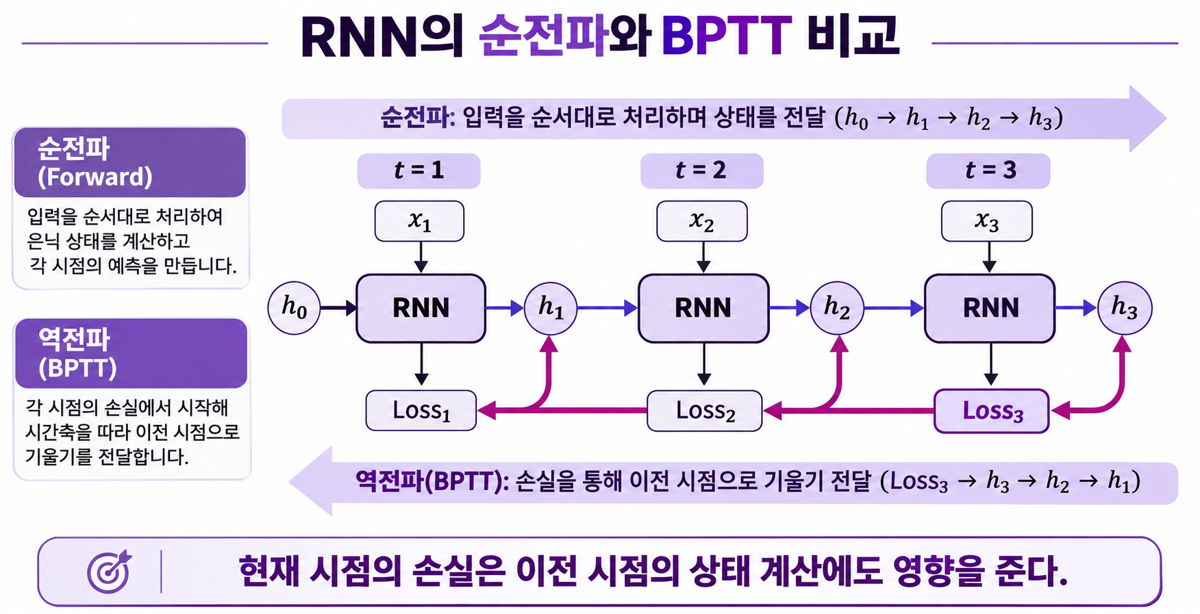 RNN의 순전파와 BPTT 비교
순전파: 입력을 순서대로 처리하며 상태를 전달 (h₀ → h₁ → h₂ → h₃)
순전파
(Forward)
입력을 순서대로 처리하여
은닉 상태를 계산하고
각 시점의 예측을 만듭니다.
역전파
(BPTT)
각 시점의 손실에서 시작해
시간축을 따라 이전 시점으로
기울기를 전달합니다.
t = 1
t = 2
t = 3
x₁
x₂
x₃
h₀
RNN
h₁
RNN
h₂
RNN
h₃
Loss₁
Loss₂
Loss₃
역전파(BPTT): 손실을 통해 이전 시점으로 기울기 전달 (Loss₃ → h₃ → h₂ → h₁)
현재 시점의 손실은 이전 시점의 상태 계산에도 영향을 준다.